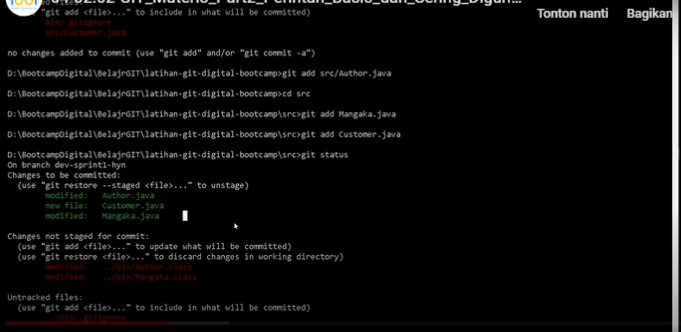 Tonton nanti Bagikan
"git add <file>..." to include in what will be committed)
bin/.gitignore
src/Customer.java
no changes added to commit (use "git add" and/or "git commit -a")
D:\BootcampDigital\BelajrGIT\latihan-git-digital-bootcamp>git add src/Author.java
D:\BootcampDigital\BelajrGIT\latihan-git-digital-bootcamp>cd src
D:\BootcampDigital\BelajrGIT\latihan-git-digital-bootcamp\src>git add Mangaka.java
D:\BootcampDigital\BelajrGIT\latihan-git-digital-bootcamp\src>git add Customer.java
D:\BootcampDigital\BelajrGIT\latihan-git-digital-bootcamp\src>git status
On branch dev-sprint1-hyn
Changes to be committed:
(use "git restore --staged <file>..." to unstage)
modified: Author.java
new file: Customer.java
modified: Mangaka.java
Changes not staged for commit:
(use "git add <file>..." to update what will be committed)
(use "git restore <file>..." to discard changes in working directory)
modified: ../bin/Author.class
modified: ../bin/Mangaka.class
Untracked files:
(use "git add <file>..." to include in what will be committed)
../bin/.gitignore